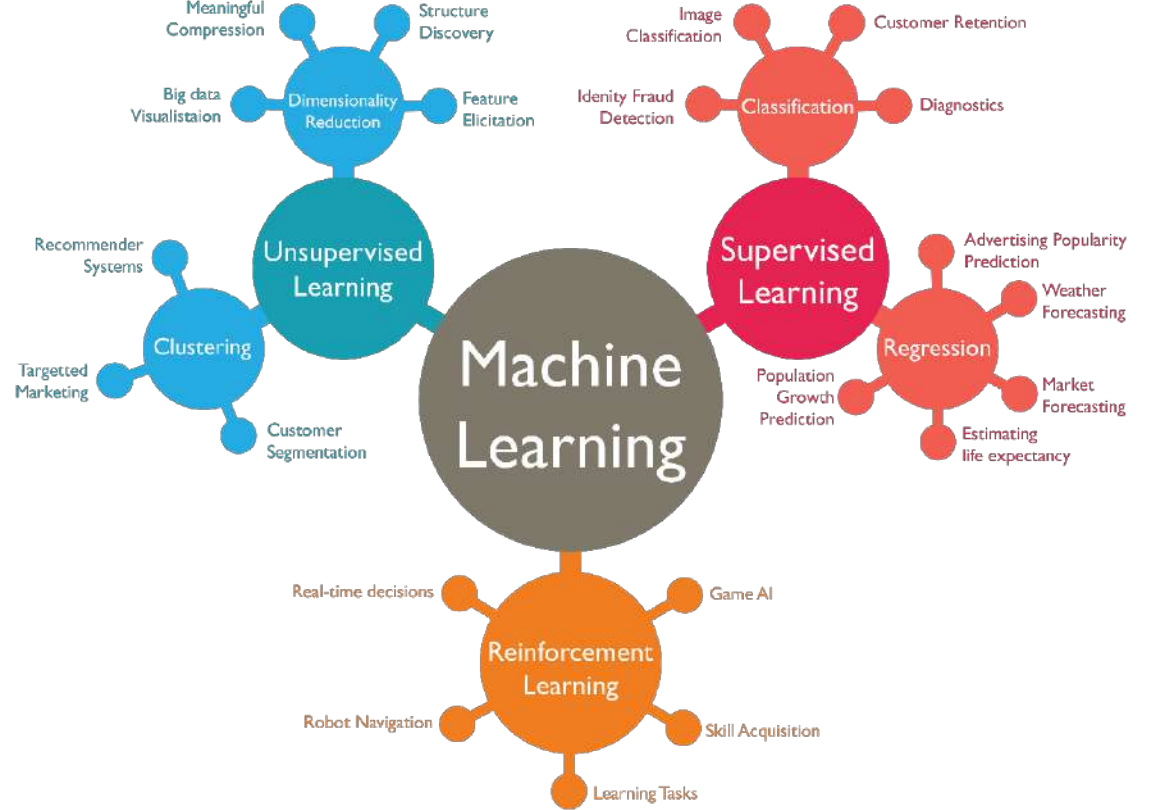 Meaningful
Compression
Structure
Discovery
Big data
Visualistaion
Dimensionality
Reduction
Feature
Elicitation
Image
Classification
Customer Retention
Idenity Fraud
Detection
Classification
Diagnostics
Unsupervised
Learning
Recommender
Systems
Clustering
Targetted
Marketing
Customer
Segmentation
Supervised
Learning
Advertising Popularity
Prediction
Weather
Forecasting
Regression
Population
Growth
Prediction
Market
Forecasting
Estimating
life expectancy
Machine
Learning
Real-time decisions
Game AI
Reinforcement
Learning
Robot Navigation
Skill Acquisition
Learning Tasks